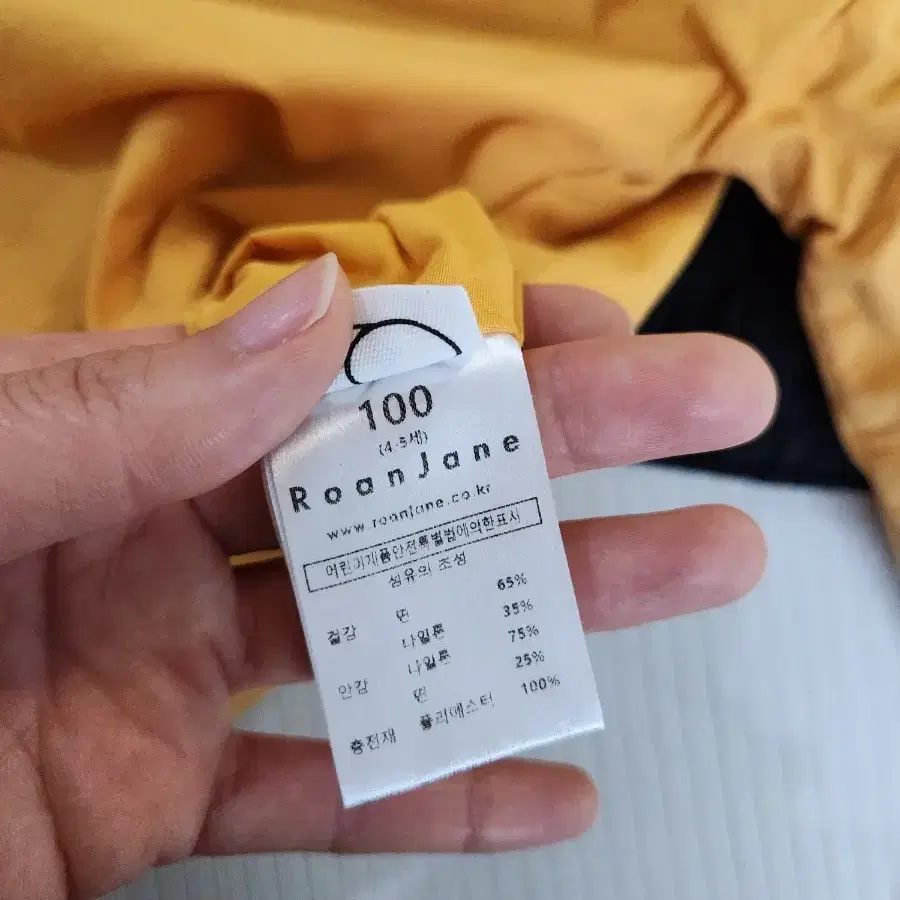 100
(4-5세)
RoanJane
www.roanjane.co.kr
어린이제품안전특별법에의한표시
섬유의 조성
겉감 면 65%
나일론 35%
안감 나일론 75%
면 25%
충전재 폴리에스터 100%